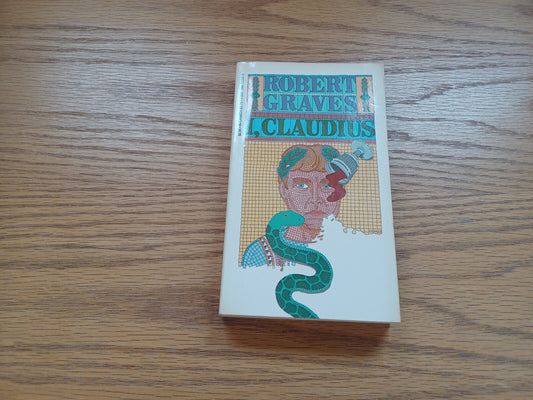 ROBERT
GRAVES
I, CLAUDIUS